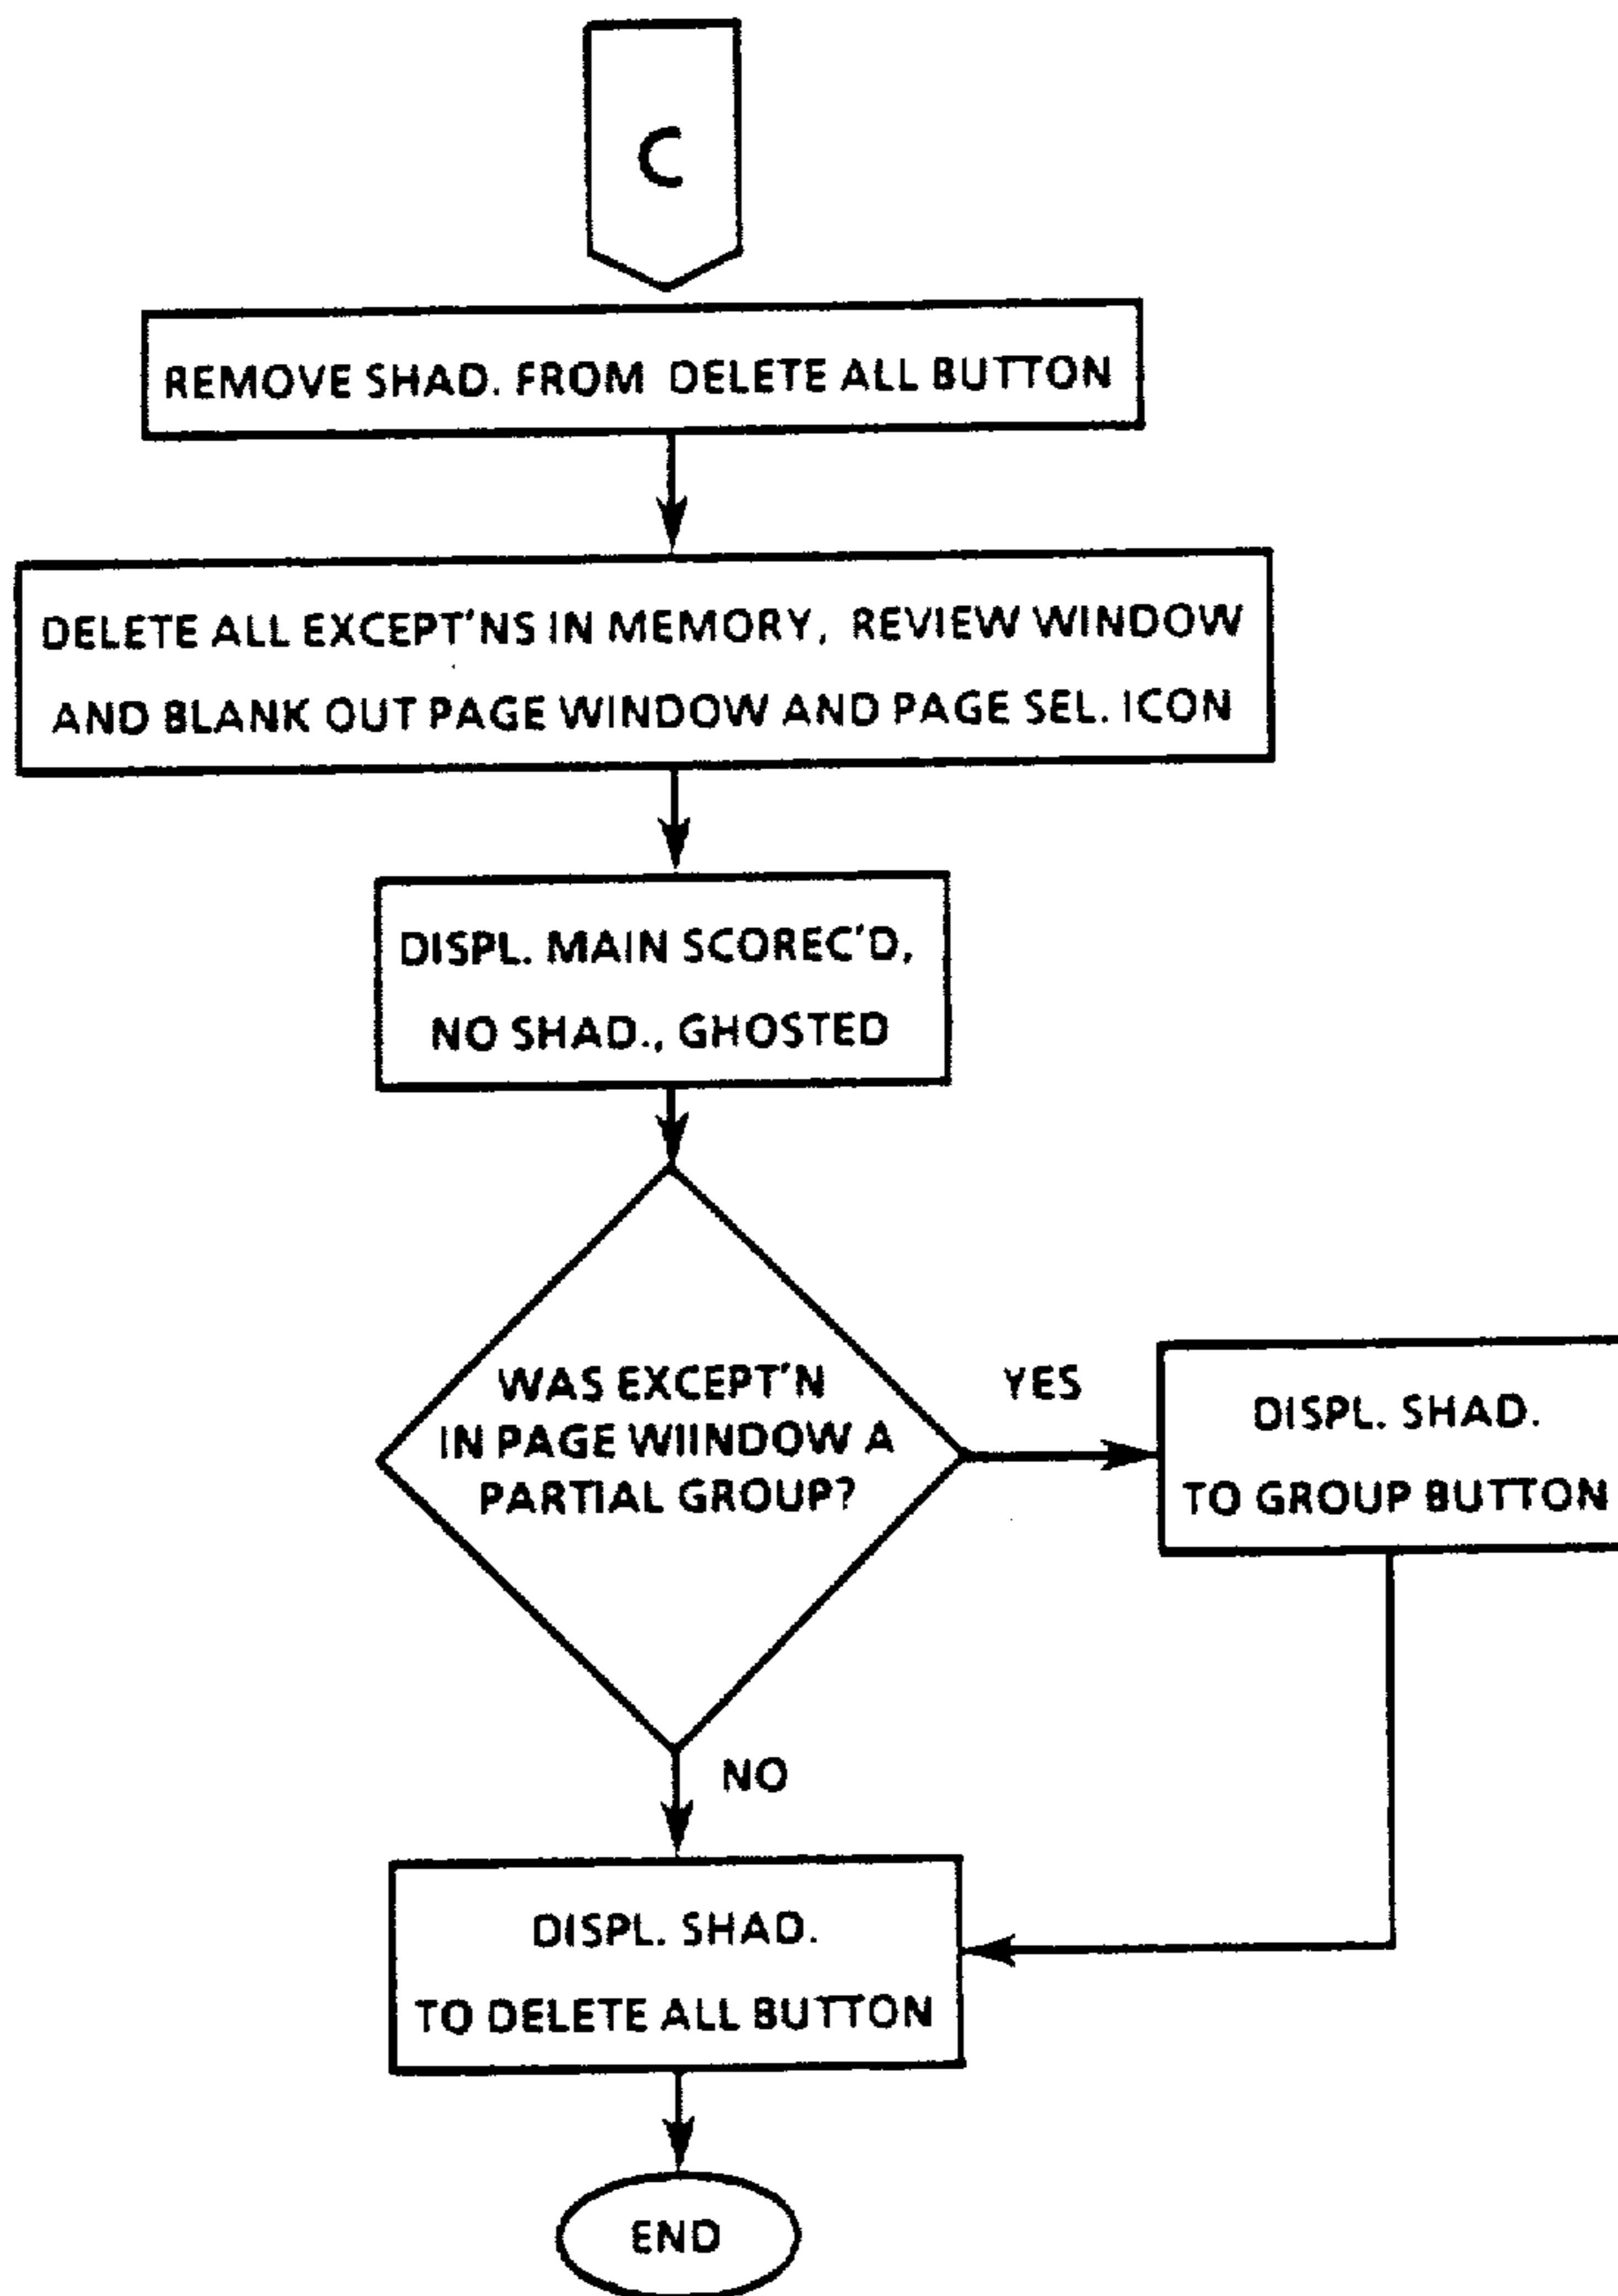 C
REMOVE SHAD. FROM DELETE ALL BUTTON
DELETE ALL EXCEPT'NS IN MEMORY, REVIEW WINDOW
AND BLANK OUT PAGE WINDOW AND PAGE SEL. ICON
DISPL. MAIN SCOREC'D,
NO SHAD., GHOSTED
WAS EXCEPT'N
IN PAGE WIINDOW A
PARTIAL GROUP?
YES
DISPL. SHAD.
TO GROUP BUTTON
NO
DISPL. SHAD.
TO DELETE ALL BUTTON
END